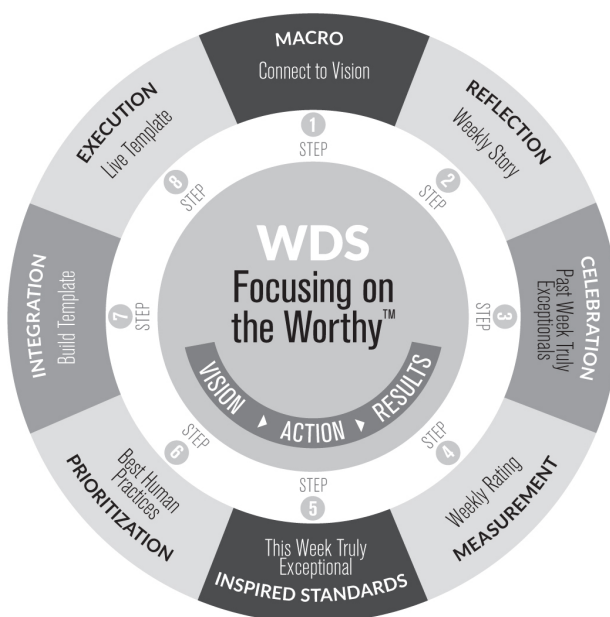 MACRO
Connect to Vision
1
STEP
REFLECTION
Weekly Story
2
STEP
CELEBRATION
Past Week Truly
Exceptionals
3
STEP
MEASUREMENT
Weekly Rating
4
STEP
STEP
5
This Week Truly
Exceptional
INSPIRED STANDARDS
STEP
6
Best Human
Practices
PRIORITIZATION
INTEGRATION
Build Template
7
STEP
EXECUTION
Live Template
8
STEP
WDS
Focusing on
the Worthy™
VISION ▸ ACTION ▸ RESULTS